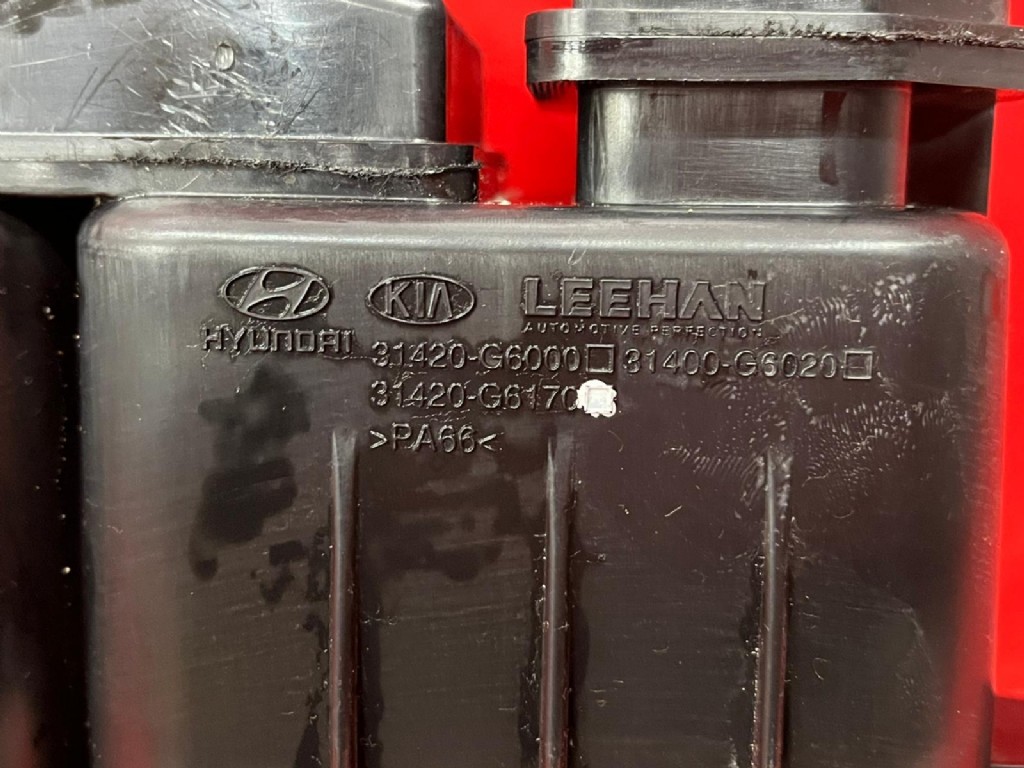 HYUNDAI KIA LEEHAN
AUTOMOTIVE PERFECTION
31420-G6000 31400-G6020
31420-G6170
>PA66<